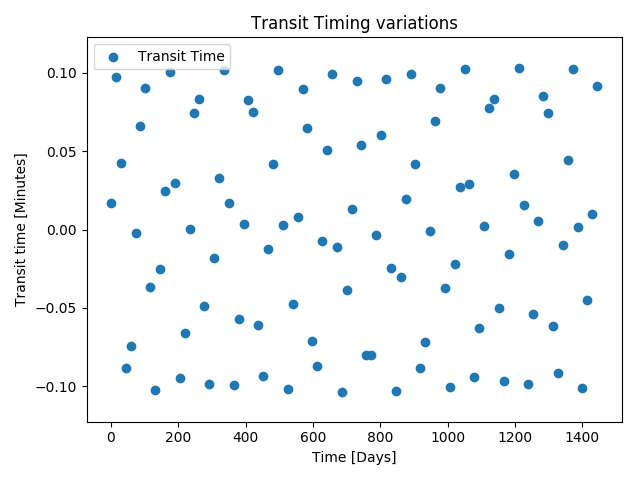 Transit Timing variations
Transit Time
0.10
0.05
0.00
−0.05
−0.10
Transit time [Minutes]
0 200 400 600 800 1000 1200 1400
Time [Days]